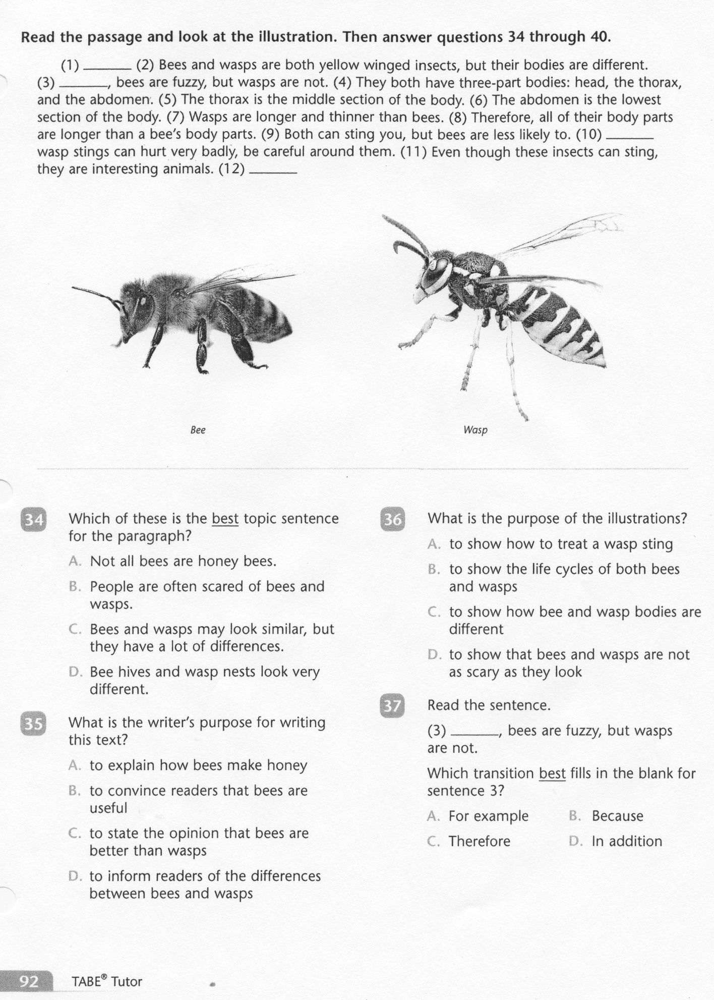 Read the passage and look at the illustration. Then answer questions 34 through 40.
(1) ______ (2) Bees and wasps are both yellow winged insects, but their bodies are different.
(3) ______, bees are fuzzy, but wasps are not. (4) They both have three-part bodies: head, the thorax,
and the abdomen. (5) The thorax is the middle section of the body. (6) The abdomen is the lowest
section of the body. (7) Wasps are longer and thinner than bees. (8) Therefore, all of their body parts
are longer than a bee's body parts. (9) Both can sting you, but bees are less likely to. (10) ______
wasp stings can hurt very badly, be careful around them. (11) Even though these insects can sting,
they are interesting animals. (12) ______
Bee
Wasp
34 Which of these is the best topic sentence
for the paragraph?
A. Not all bees are honey bees.
B. People are often scared of bees and
wasps.
C. Bees and wasps may look similar, but
they have a lot of differences.
D. Bee hives and wasp nests look very
different.
35 What is the writer's purpose for writing
this text?
A. to explain how bees make honey
B. to convince readers that bees are
useful
C. to state the opinion that bees are
better than wasps
D. to inform readers of the differences
between bees and wasps
36 What is the purpose of the illustrations?
A. to show how to treat a wasp sting
B. to show the life cycles of both bees
and wasps
C. to show how bee and wasp bodies are
different
D. to show that bees and wasps are not
as scary as they look
37 Read the sentence.
(3) ______, bees are fuzzy, but wasps
are not.
Which transition best fills in the blank for
sentence 3?
A. For example B. Because
C. Therefore D. In addition
92 TABE® Tutor